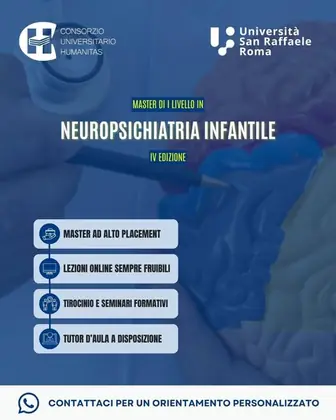 CONSORZIO
UNIVERSITARIO
HUMANITAS
Università
San Raffaele
Roma
MASTER DI I LIVELLO IN
NEUROPSICHIATRIA INFANTILE
IV EDIZIONE
MASTER AD ALTO PLACEMENT
LEZIONI ONLINE SEMPRE FRUIBILI
TIROCINIO E SEMINARI FORMATIVI
TUTOR D'AULA A DISPOSIZIONE
CONTATTACI PER UN ORIENTAMENTO PERSONALIZZATO